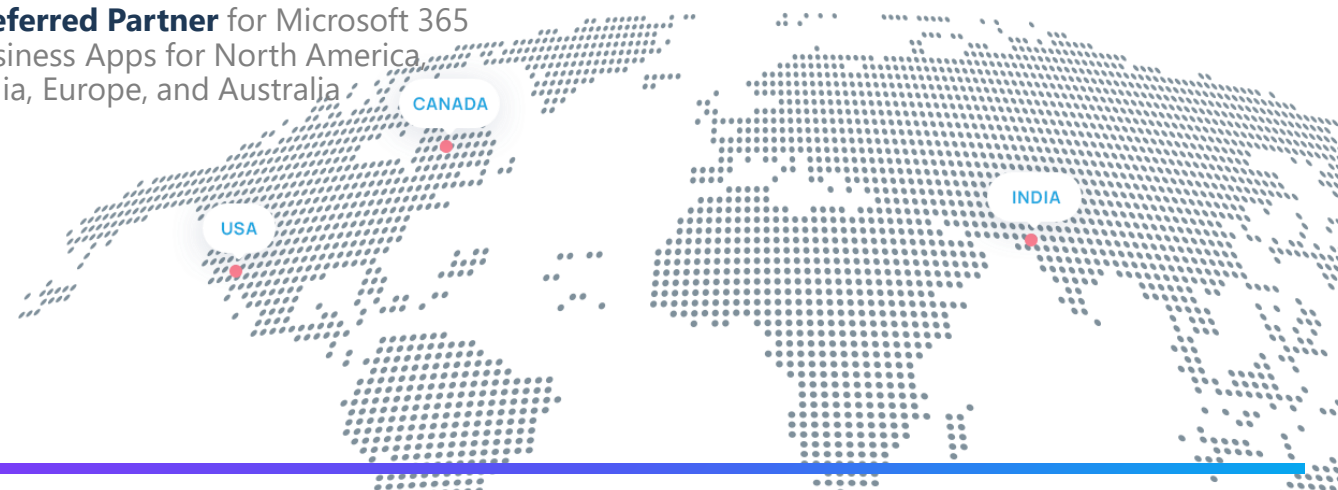 eferred Partner for Microsoft 365
siness Apps for North America,
ia, Europe, and Australia
CANADA
USA
INDIA